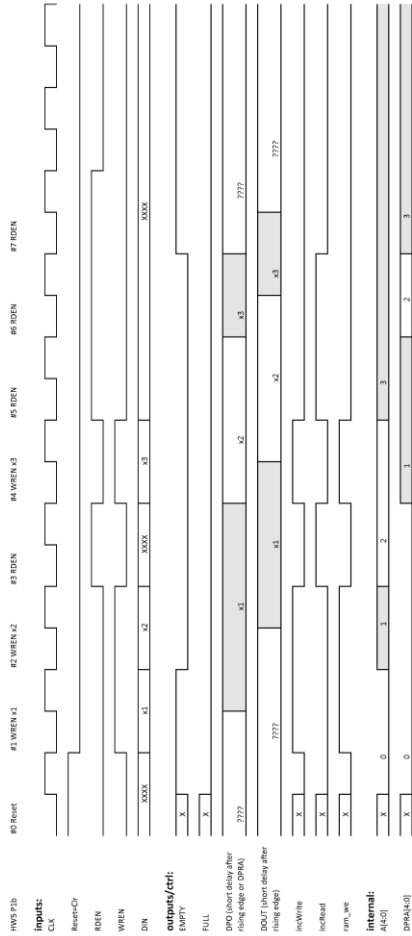 HW5 P1b
#0 Reset #1 WREN x1 #2 WREN x2 #3 RDEN #4 WREN x3 #5 RDEN #6 RDEN #7 RDEN
inputs:
CLK
Reset=Clr
RDEN
WREN
DIN XXXX x1 x2 XXXX x3 XXXX
outputs/ctrl:
EMPTY X
FULL X
DPO (short delay after
rising edge or DPRA) ???? x1 x2 x3 ????
DOUT (short delay after
rising edge) ???? x1 x2 x3 ????
incWrite X
incRead X
ram_we X
internal:
A[4:0] X 0 1 2 3
DPRA[4:0] X 0 1 2 3